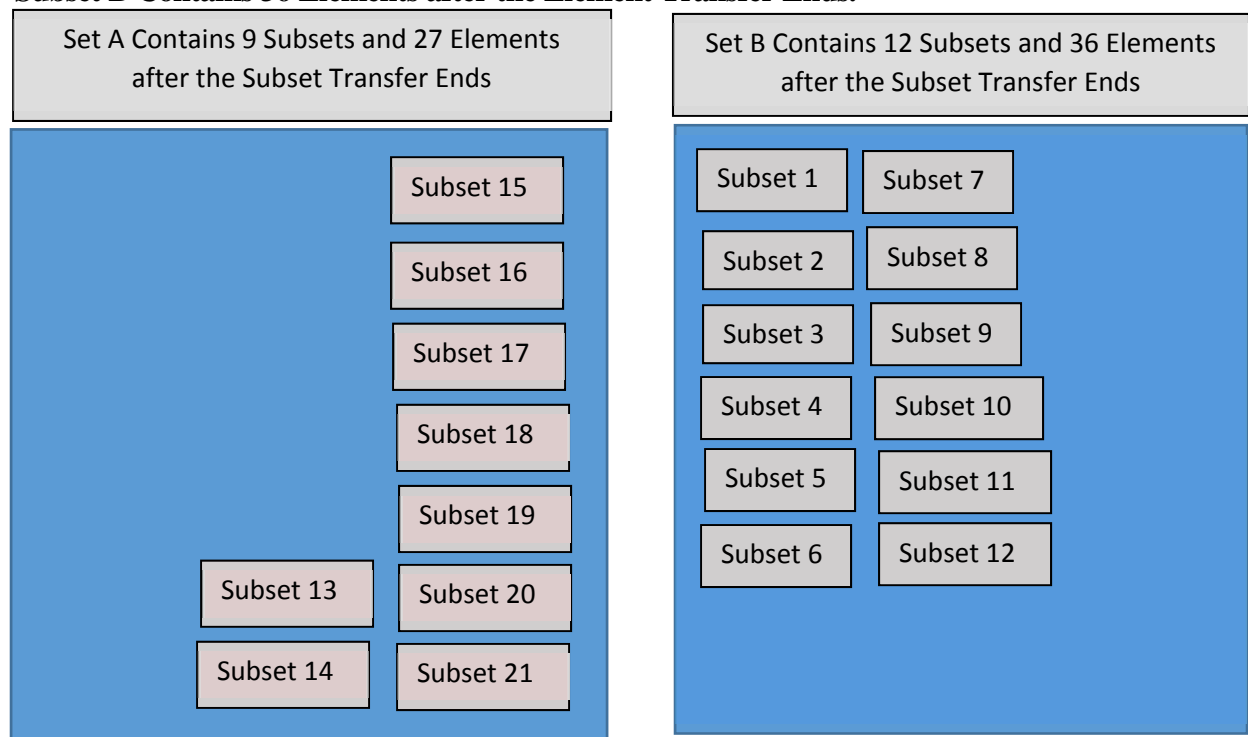 Subset B Contains 36 Elements after the Element Transfer Ends.
Set A Contains 9 Subsets and 27 Elements
after the Subset Transfer Ends
Set B Contains 12 Subsets and 36 Elements
after the Subset Transfer Ends
Subset 15
Subset 16
Subset 17
Subset 18
Subset 19
Subset 13
Subset 20
Subset 14
Subset 21
Subset 1
Subset 7
Subset 2
Subset 8
Subset 3
Subset 9
Subset 4
Subset 10
Subset 5
Subset 11
Subset 6
Subset 12